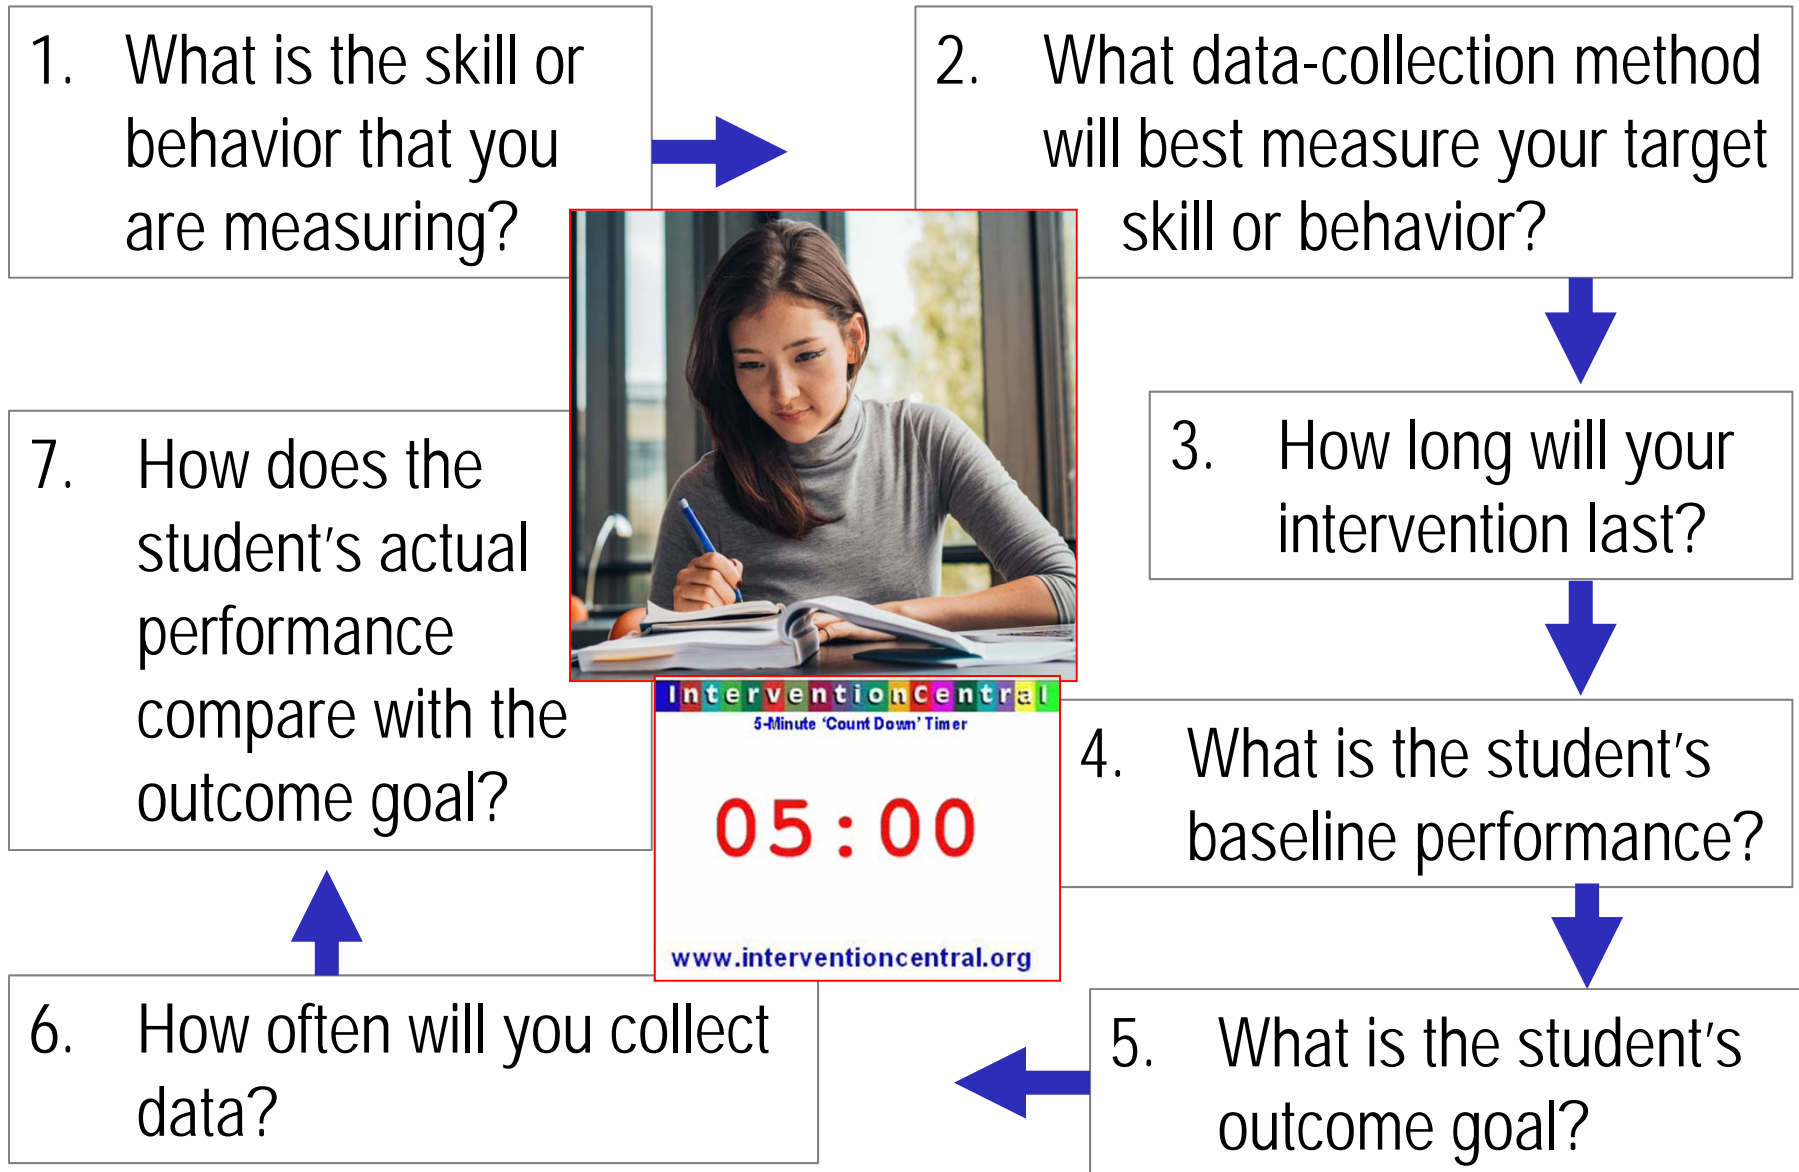 1. What is the skill or
behavior that you
are measuring?
2. What data-collection method
will best measure your target
skill or behavior?
3. How long will your
intervention last?
4. What is the student's
baseline performance?
5. What is the student's
outcome goal?
6. How often will you collect
data?
7. How does the
student's actual
performance
compare with the
outcome goal?
InterventionCentral
5-Minute 'Count Down' Timer
05:00
www.interventioncentral.org